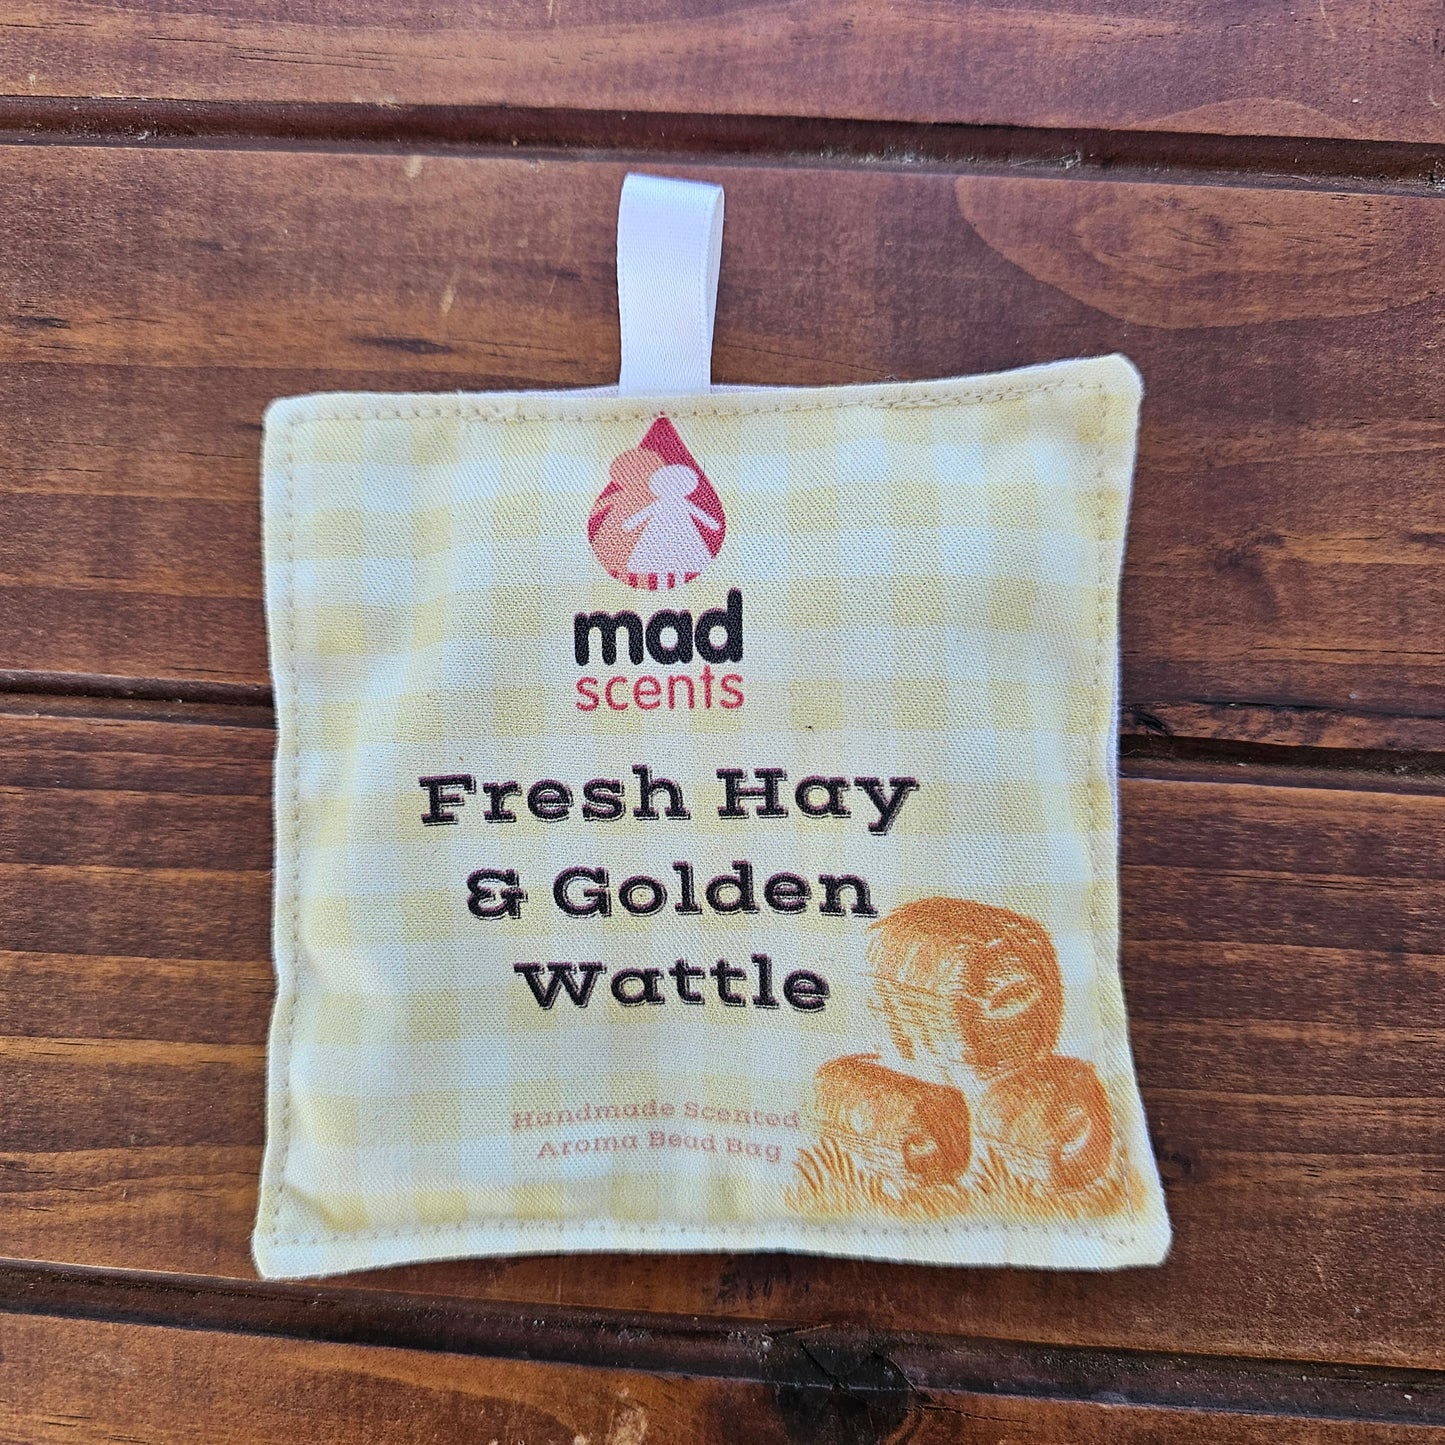 mad
scents
Fresh Hay
& Golden
Wattle
Handmade Scented
Aroma Bead Bag